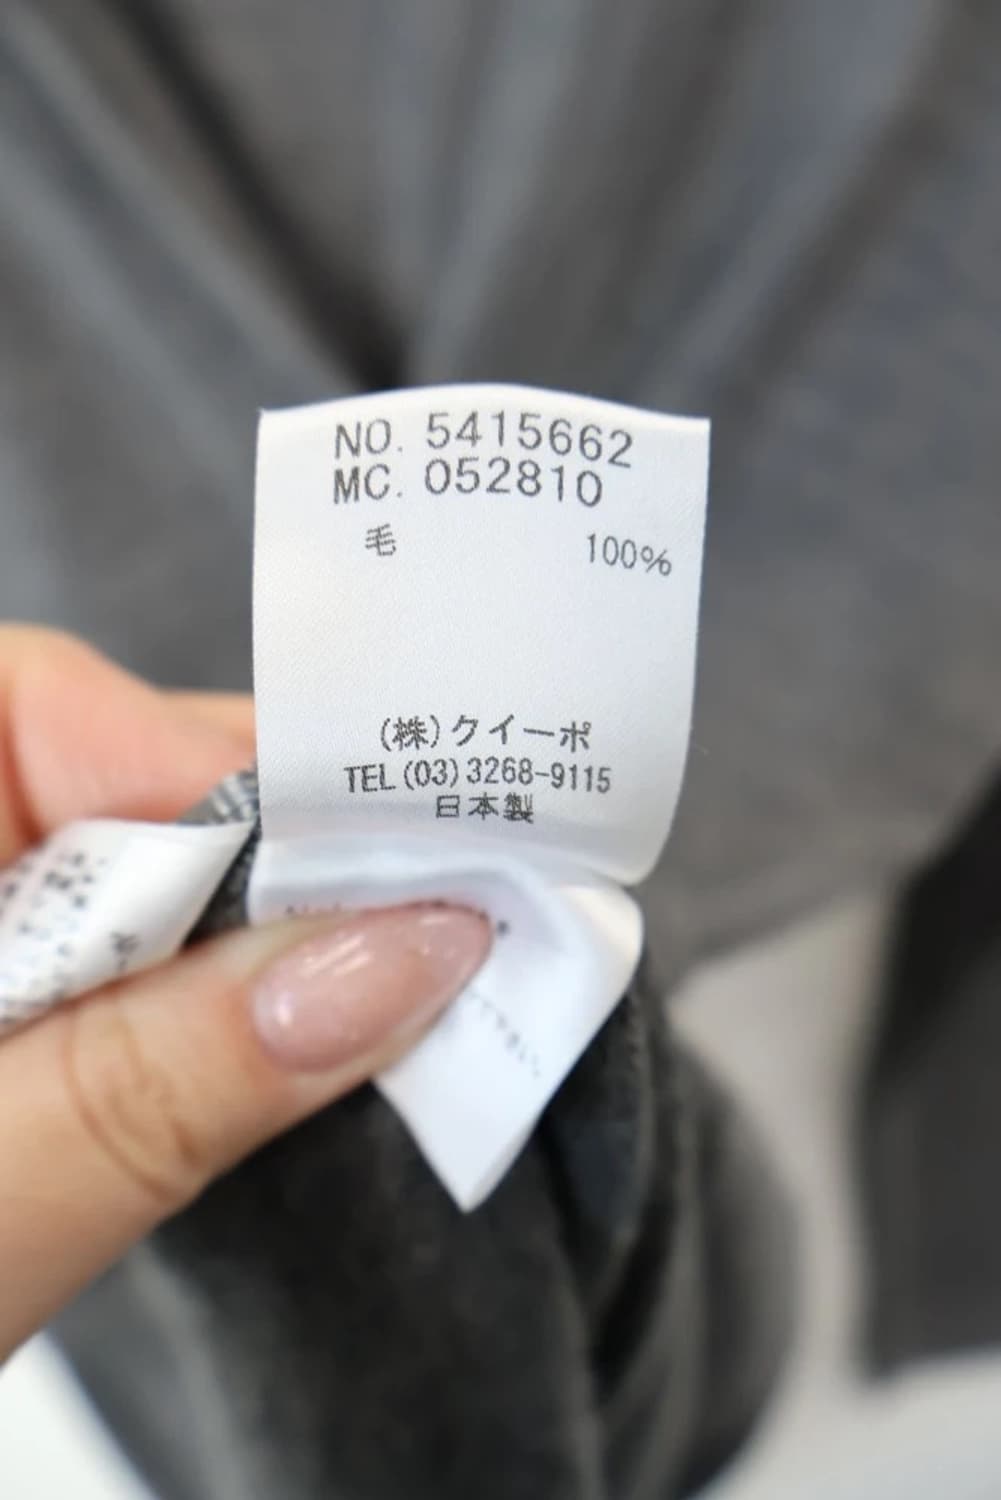 NO. 5415662
MC. 052810
毛 100%
(株)クイーポ
TEL(03)3268-9115
日本製